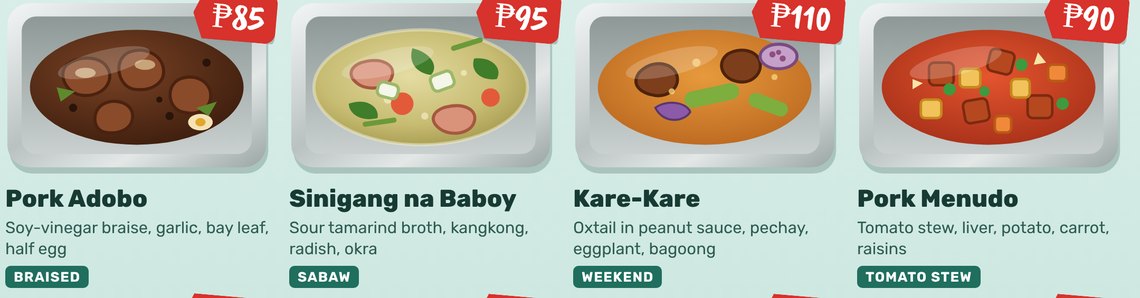 ₱85
₱95
₱110
₱90
Pork Adobo
Soy-vinegar braise, garlic, bay leaf,
half egg
BRAISED
Sinigang na Baboy
Sour tamarind broth, kangkong,
radish, okra
SABAW
Kare-Kare
Oxtail in peanut sauce, pechay,
eggplant, bagoong
WEEKEND
Pork Menudo
Tomato stew, liver, potato, carrot,
raisins
TOMATO STEW